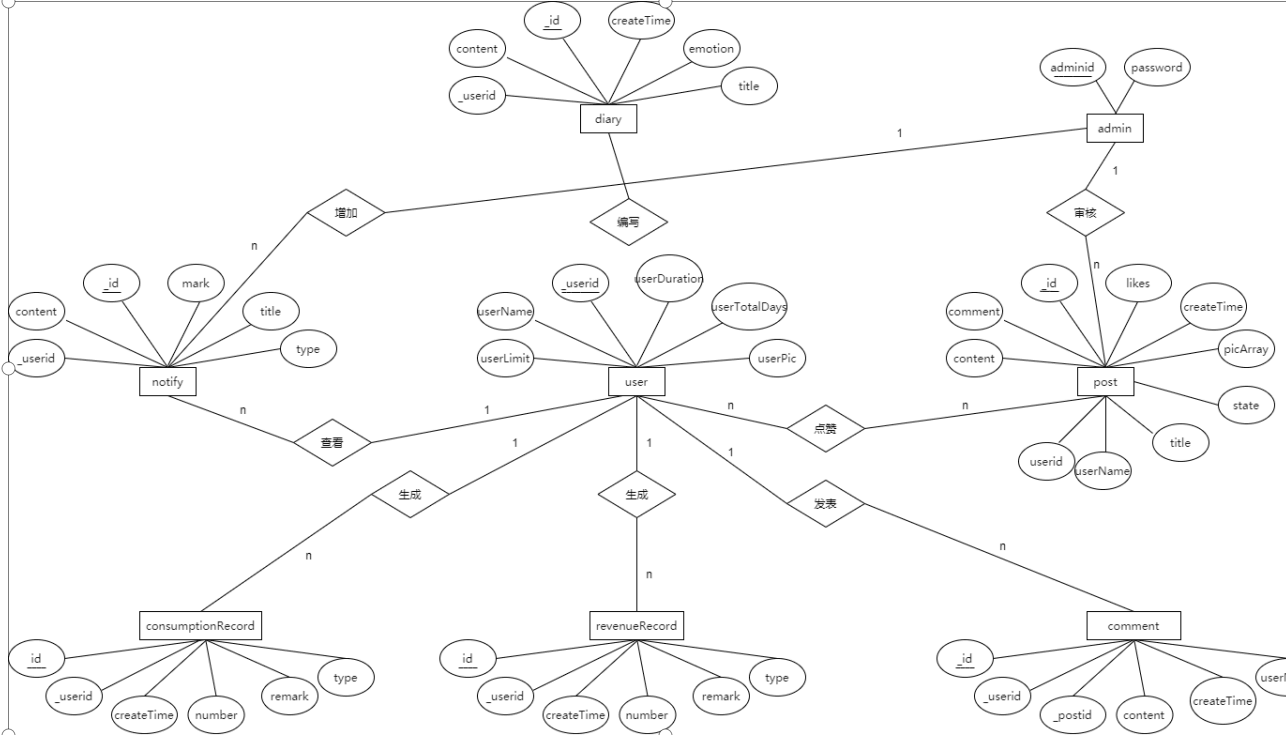 _id
createTime
content
emotion
_userid
title
diary
adminid
password
admin
1
1
增加
编写
审核
n
n
_id
mark
content
title
_userid
type
notify
_userid
userDuration
userName
userTotalDays
userLimit
userPic
user
_id
likes
comment
createTime
content
picArray
post
state
title
userid
userName
n
查看
1
1
生成
1
生成
n
点赞
n
1
发表
n
n
n
consumptionRecord
id
_userid
createTime
number
remark
type
revenueRecord
id
_userid
createTime
number
remark
type
comment
_id
_userid
_postid
content
createTime